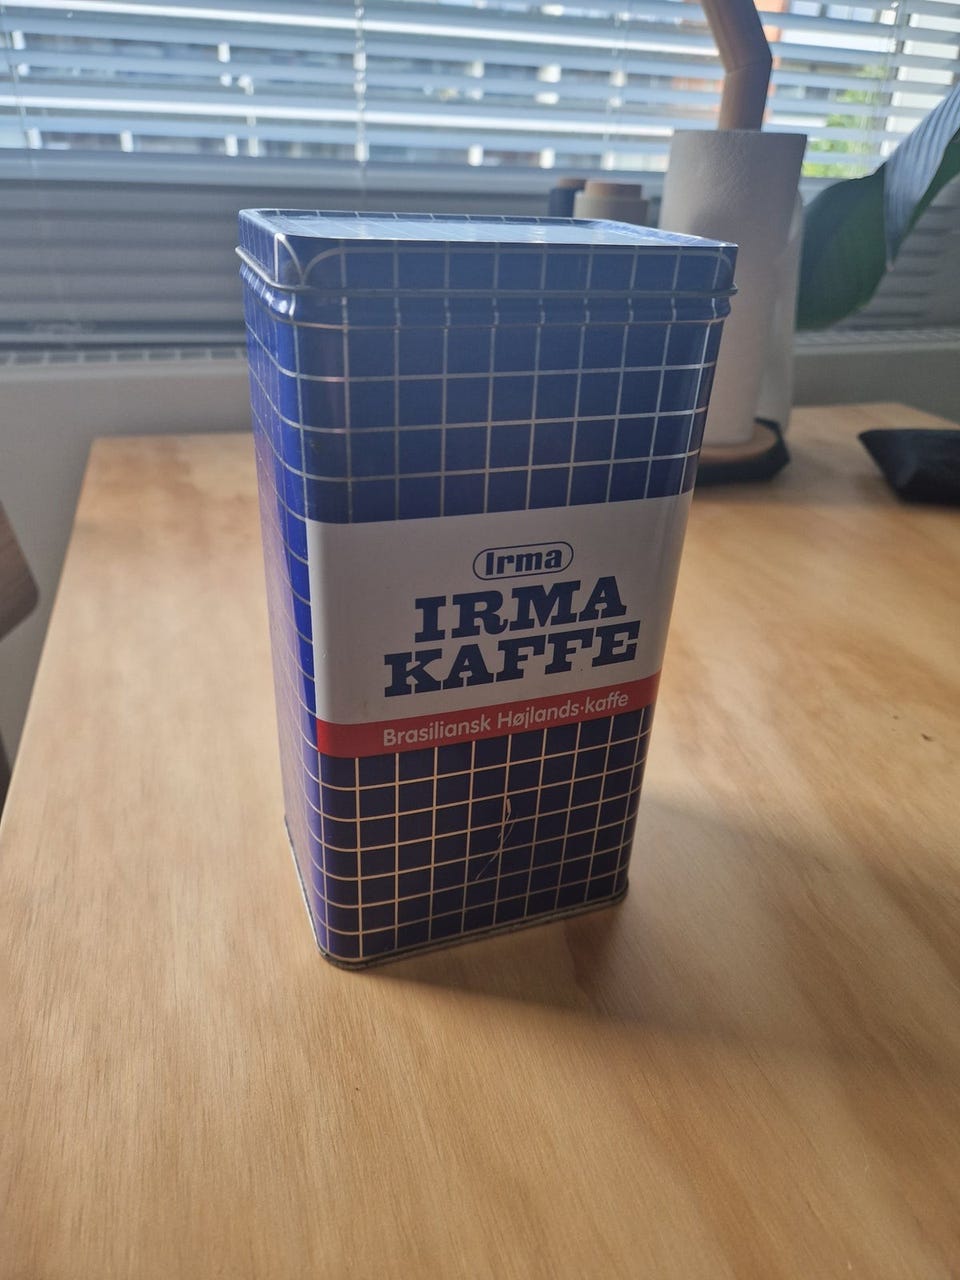 Irma
IRMA
KAFFE
Brasiliansk Højlands-kaffe